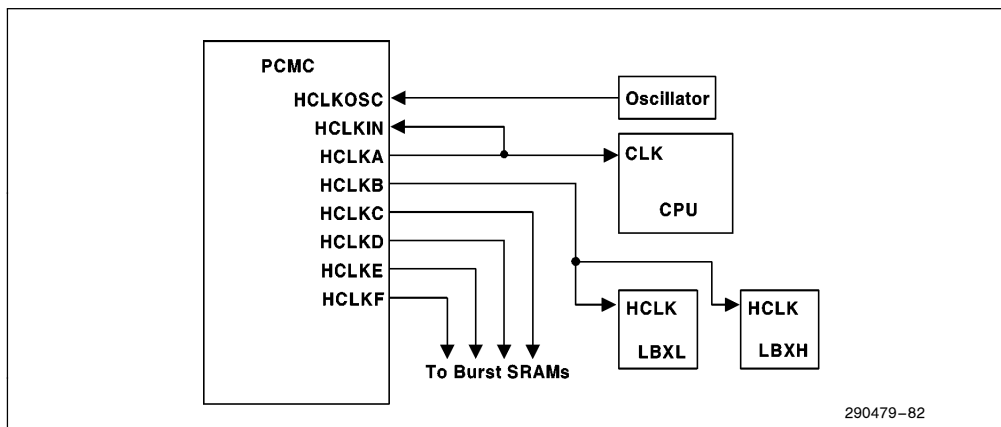 PCMC
HCLKOSC
Oscillator
HCLKIN
HCLKA
CLK
HCLKB
CPU
HCLKC
HCLKD
HCLKE
HCLKF
HCLK
HCLK
LBXL
LBXH
To Burst SRAMs
290479–82